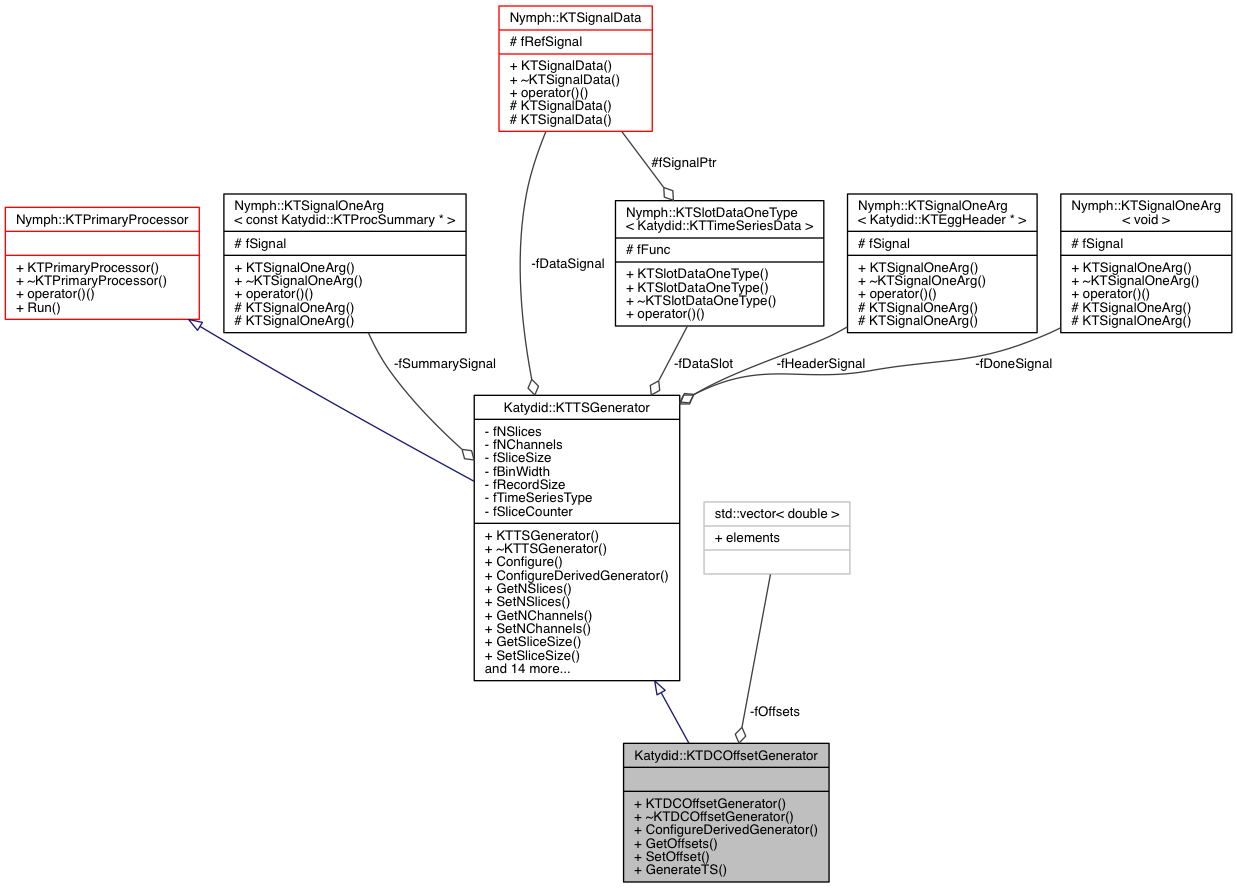 Nymph::KTSignalData
# fRefSignal
+ KTSignalData()
+ ~KTSignalData()
+ operator()()
# KTSignalData()
# KTSignalData()
#fSignalPtr
Nymph::KTPrimaryProcessor
+ KTPrimaryProcessor()
+ ~KTPrimaryProcessor()
+ operator()()
+ Run()
Nymph::KTSignalOneArg
< const Katydid::KTProcSummary * >
# fSignal
+ KTSignalOneArg()
+ ~KTSignalOneArg()
+ operator()()
# KTSignalOneArg()
# KTSignalOneArg()
-fDataSignal
Nymph::KTSlotDataOneType
< Katydid::KTTimeSeriesData >
# fFunc
+ KTSlotDataOneType()
+ KTSlotDataOneType()
+ ~KTSlotDataOneType()
+ operator()()
Nymph::KTSignalOneArg
< Katydid::KTEggHeader * >
# fSignal
+ KTSignalOneArg()
+ ~KTSignalOneArg()
+ operator()()
# KTSignalOneArg()
# KTSignalOneArg()
Nymph::KTSignalOneArg
< void >
# fSignal
+ KTSignalOneArg()
+ ~KTSignalOneArg()
+ operator()()
# KTSignalOneArg()
# KTSignalOneArg()
-fSummarySignal
-fDataSlot
-fHeaderSignal
-fDoneSignal
Katydid::KTTSGenerator
- fNSlices
- fNChannels
- fSliceSize
- fBinWidth
- fRecordSize
- fTimeSeriesType
- fSliceCounter
+ KTTSGenerator()
+ ~KTTSGenerator()
+ Configure()
+ ConfigureDerivedGenerator()
+ GetNSlices()
+ SetNSlices()
+ GetNChannels()
+ SetNChannels()
+ GetSliceSize()
+ SetSliceSize()
and 14 more...
std::vector< double >
+ elements
-fOffsets
Katydid::KTDCOffsetGenerator
+ KTDCOffsetGenerator()
+ ~KTDCOffsetGenerator()
+ ConfigureDerivedGenerator()
+ GetOffsets()
+ SetOffset()
+ GenerateTS()